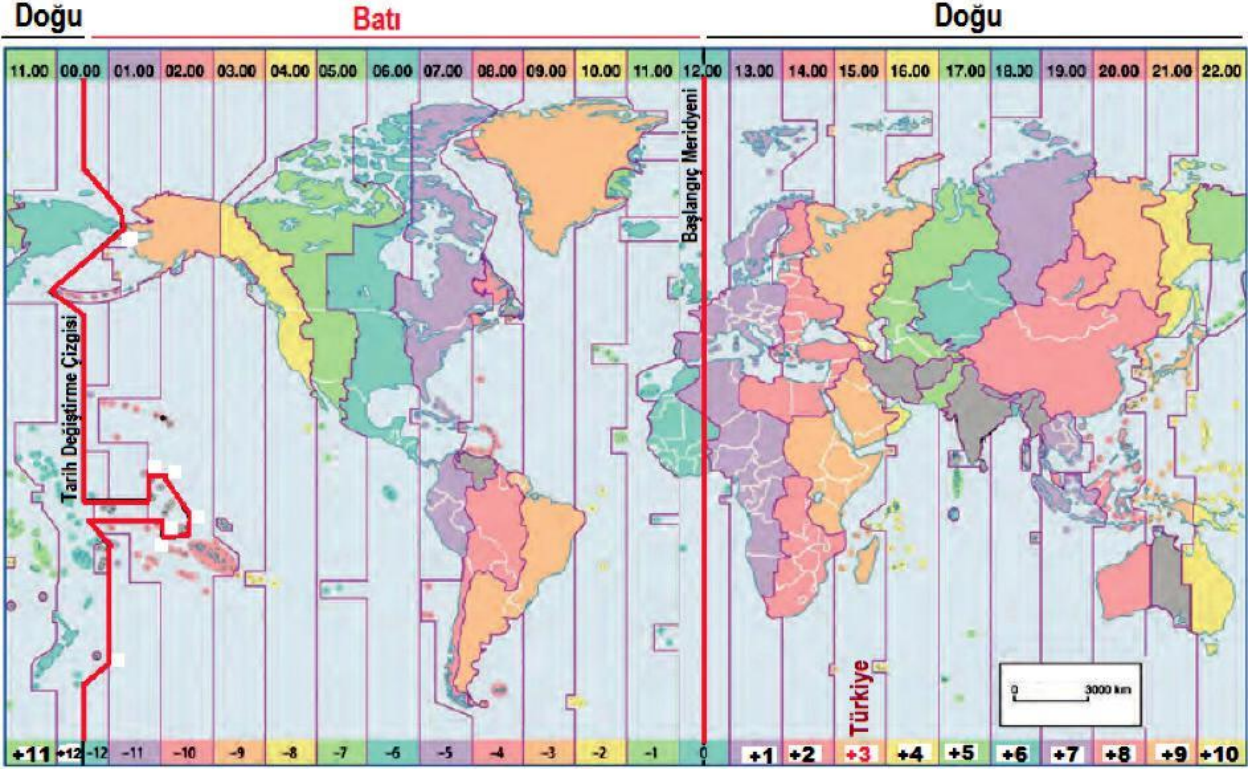 Doğu Batı Doğu
11.00 00.00 01.00 02.00 03.00 04.00 05.00 06.00 07.00 08.00 09.00 10.00 11.00 12.00 13.00 14.00 15.00 16.00 17.00 18.00 19.00 20.00 21.00 22.00
Başlangıç Meridyeni
Tarih Değiştirme Çizgisi
Türkiye
0 3000 km
+11 +12 -12 -11 -10 -9 -8 -7 -6 -5 -4 -3 -2 -1 0 +1 +2 +3 +4 +5 +6 +7 +8 +9 +10